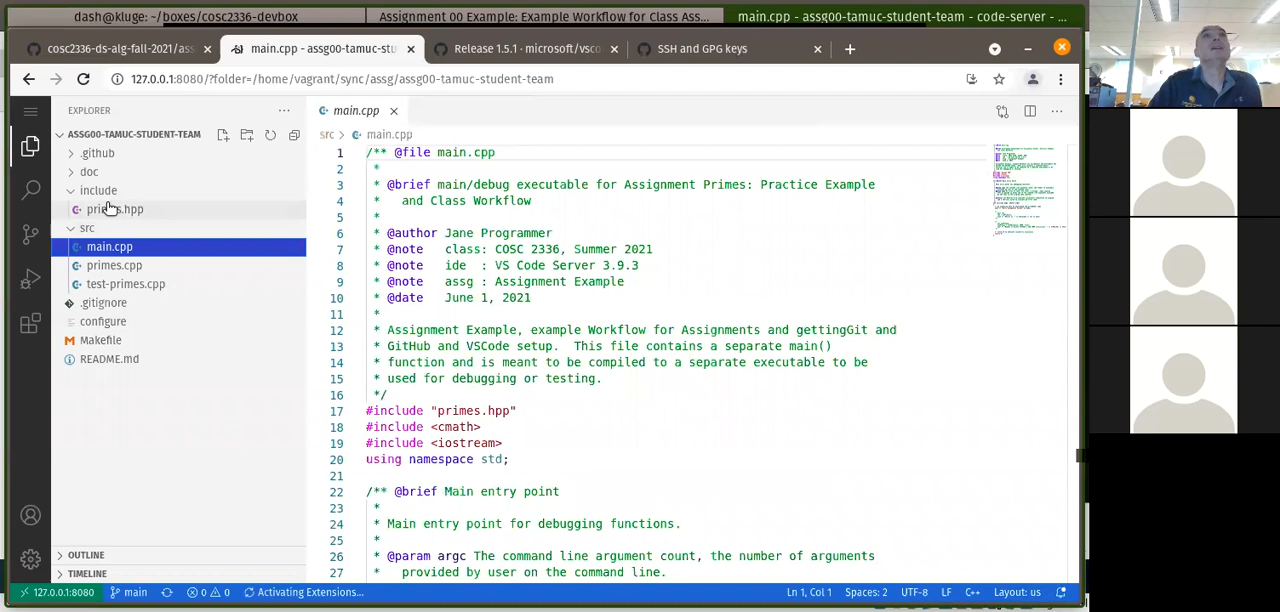 dash@kluge: ~/boxes/cosc2336-devbox
Assignment 00 Example: Example Workflow for Class Ass...
main.cpp - assg00-tamuc-student-team - code-server - ...
cosc2336-ds-alg-fall-2021/ass
main.cpp - assg00-tamuc-stu
Release 1.5.1 · microsoft/vsco
SSH and GPG keys
127.0.0.1:8080/?folder=/home/vagrant/sync/assg/assg00-tamuc-student-team
EXPLORER
ASSG00-TAMUC-STUDENT-TEAM
.github
doc
include
primes.hpp
src
main.cpp
primes.cpp
test-primes.cpp
.gitignore
configure
Makefile
README.md
OUTLINE
TIMELINE
main.cpp
src > main.cpp
1 /** @file main.cpp
2 *
3 * @brief main/debug executable for Assignment Primes: Practice Example
4 * and Class Workflow
5 *
6 * @author Jane Programmer
7 * @note class: COSC 2336, Summer 2021
8 * @note ide : VS Code Server 3.9.3
9 * @note assg : Assignment Example
10 * @date June 1, 2021
11 *
12 * Assignment Example, example Workflow for Assignments and gettingGit and
13 * GitHub and VSCode setup. This file contains a separate main()
14 * function and is meant to be compiled to a separate executable to be
15 * used for debugging or testing.
16 */
17 #include "primes.hpp"
18 #include <cmath>
19 #include <iostream>
20 using namespace std;
21
22 /** @brief Main entry point
23 *
24 * Main entry point for debugging functions.
25 *
26 * @param argc The command line argument count, the number of arguments
27 * provided by user on the command line.
127.0.0.1:8080
main
0 0
Activating Extensions...
Ln 1, Col 1
Spaces: 2
UTF-8
LF
C++
Layout: us